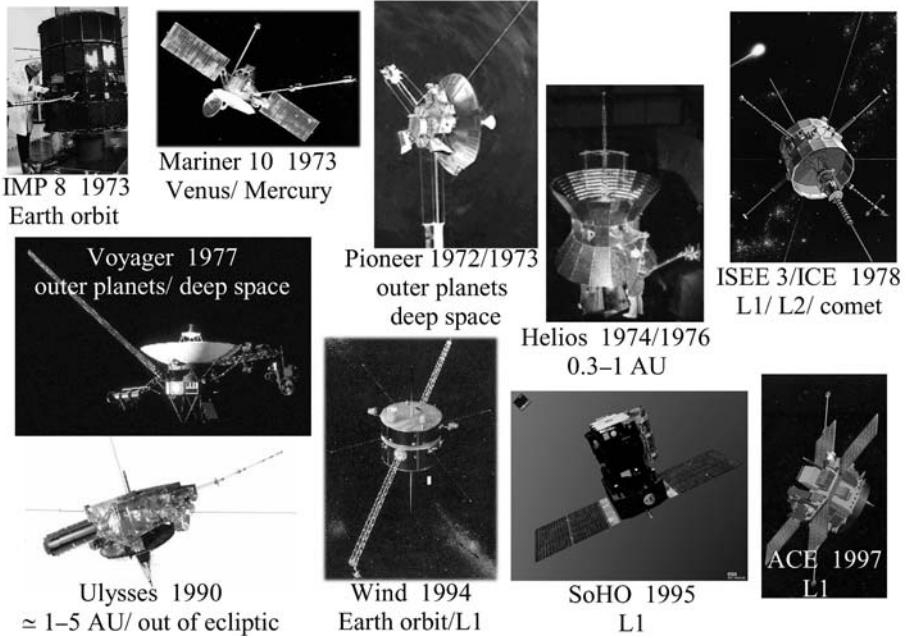 IMP 8 1973
Earth orbit
Mariner 10 1973
Venus/ Mercury
Pioneer 1972/1973
outer planets
deep space
Helios 1974/1976
0.3–1 AU
ISEE 3/ICE 1978
L1/ L2/ comet
Voyager 1977
outer planets/ deep space
Ulysses 1990
≃ 1–5 AU/ out of ecliptic
Wind 1994
Earth orbit/L1
SoHO 1995
L1
ACE 1997
L1